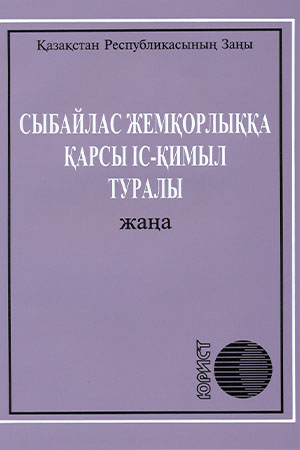 Қазақстан Республикасының Заңы
СЫБАЙЛАС ЖЕМҚОРЛЫҚҚА
ҚАРСЫ ІС-ҚИМЫЛ
ТУРАЛЫ
жаңа
ЮРИСТ